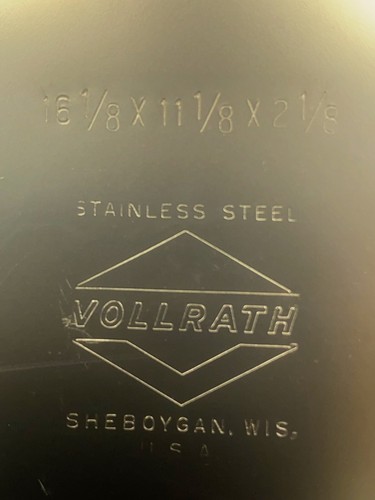 16 1/8 X 11 1/8 X 2 1/8
STAINLESS STEEL
VOLLRATH
SHEBOYGAN, WIS.
U.S.A.